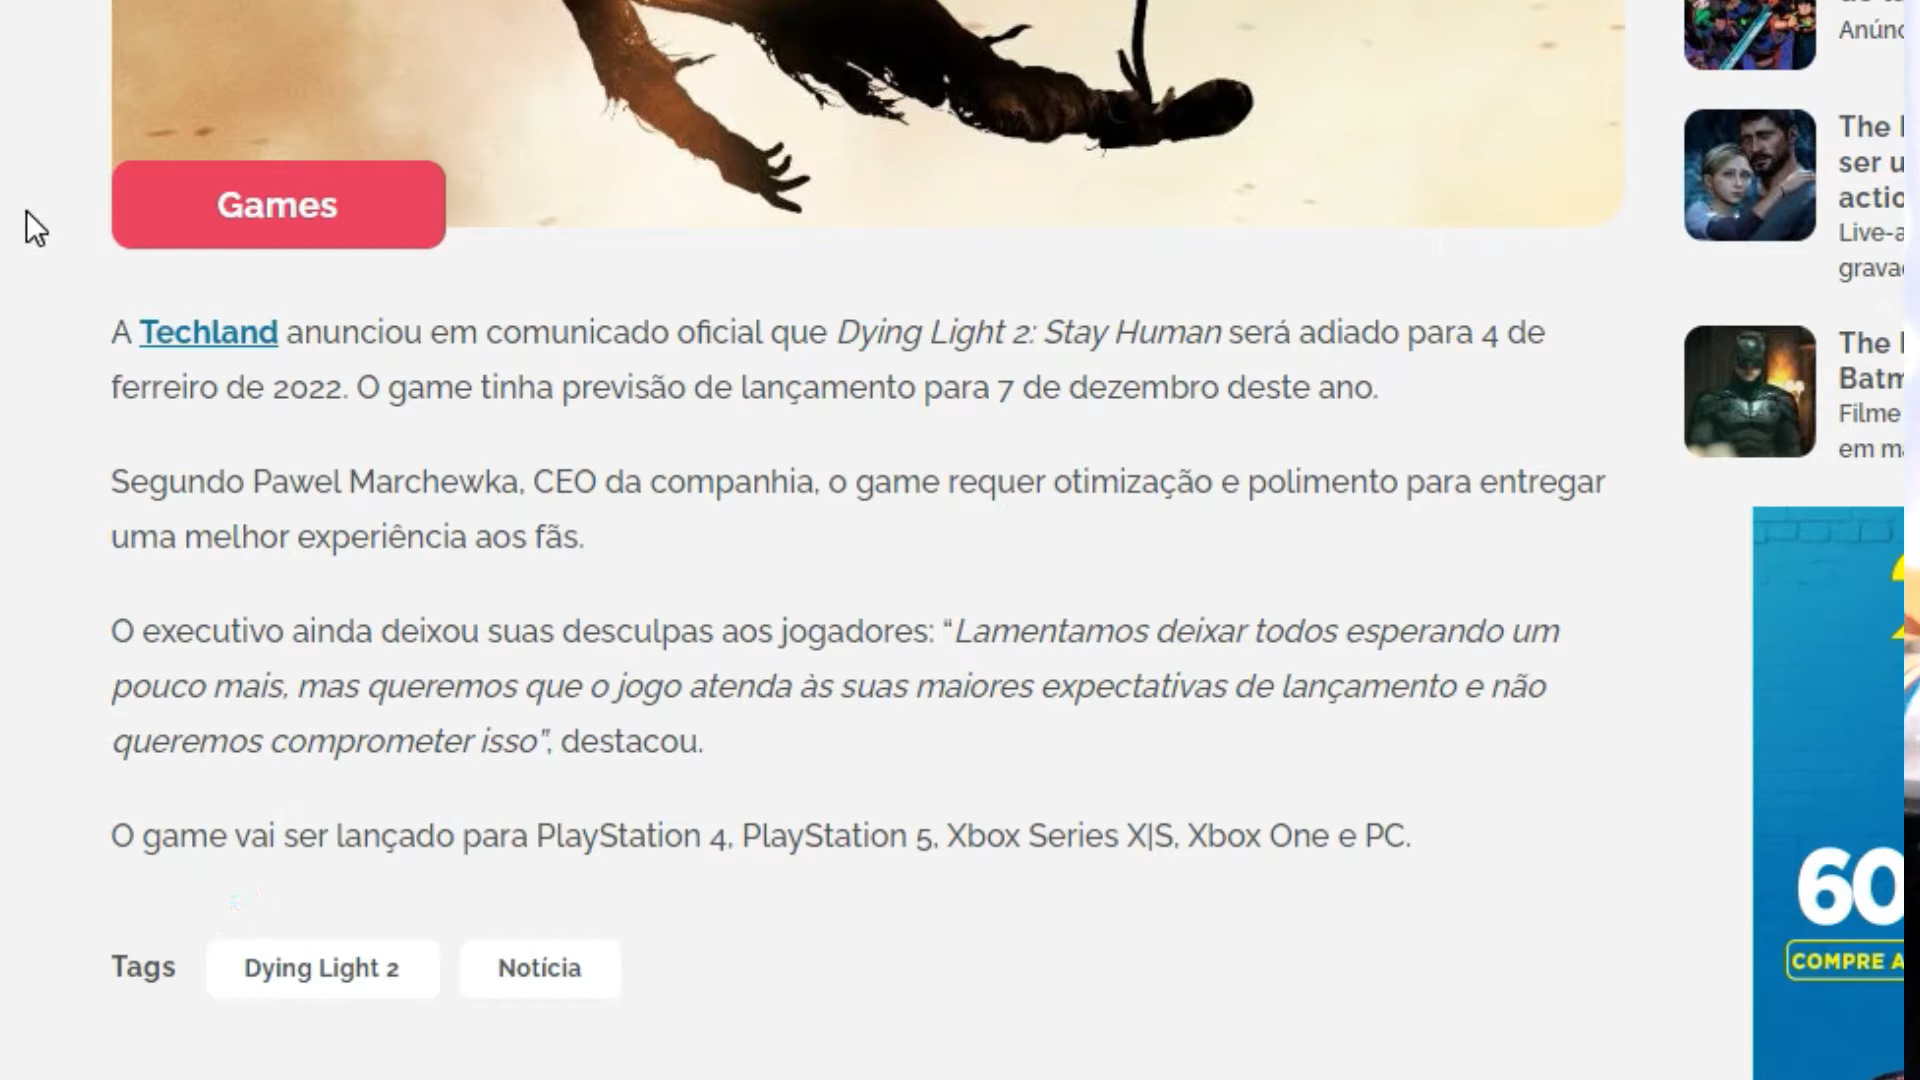 Games
A Techland anunciou em comunicado oficial que Dying Light 2: Stay Human será adiado para 4 de
ferreiro de 2022. O game tinha previsão de lançamento para 7 de dezembro deste ano.
Segundo Pawel Marchewka, CEO da companhia, o game requer otimização e polimento para entregar
uma melhor experiência aos fãs.
O executivo ainda deixou suas desculpas aos jogadores: “Lamentamos deixar todos esperando um
pouco mais, mas queremos que o jogo atenda às suas maiores expectativas de lançamento e não
queremos comprometer isso”, destacou.
O game vai ser lançado para PlayStation 4, PlayStation 5, Xbox Series X|S, Xbox One e PC.
Tags Dying Light 2 Notícia
The
ser
Live-a
The
Batm
Filme
em
60
COMPRE A